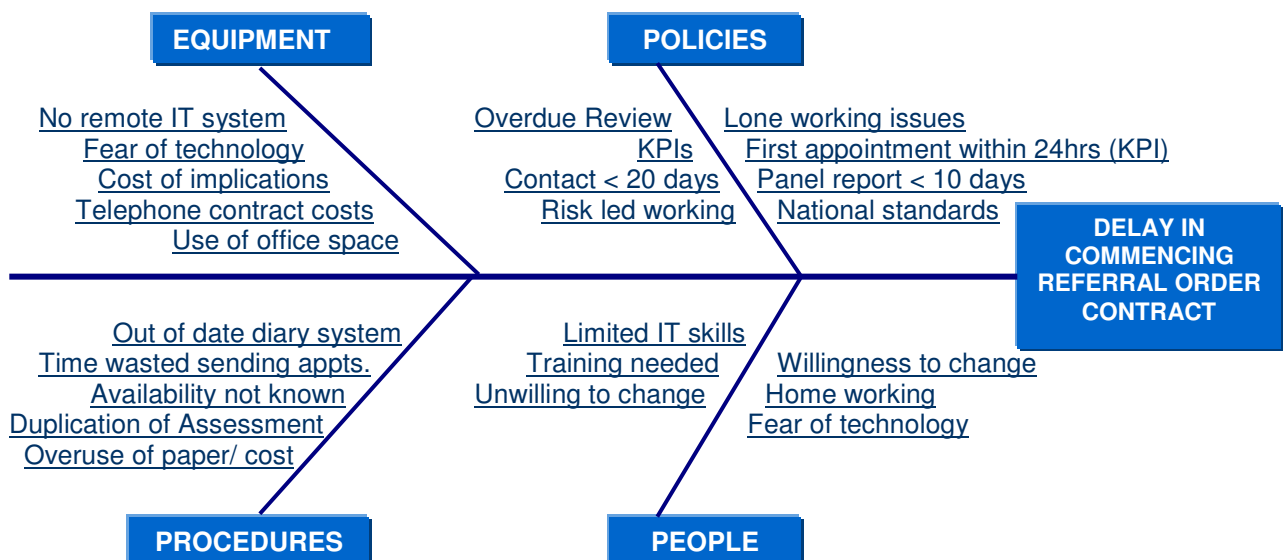 EQUIPMENT
No remote IT system
Fear of technology
Cost of implications
Telephone contract costs
Use of office space
POLICIES
Overdue Review
KPIs
Contact < 20 days
Risk led working
Lone working issues
First appointment within 24hrs (KPI)
Panel report < 10 days
National standards
DELAY IN
COMMENCING
REFERRAL ORDER
CONTRACT
Out of date diary system
Time wasted sending appts.
Availability not known
Duplication of Assessment
Overuse of paper/ cost
PROCEDURES
Limited IT skills
Training needed
Unwilling to change
Willingness to change
Home working
Fear of technology
PEOPLE